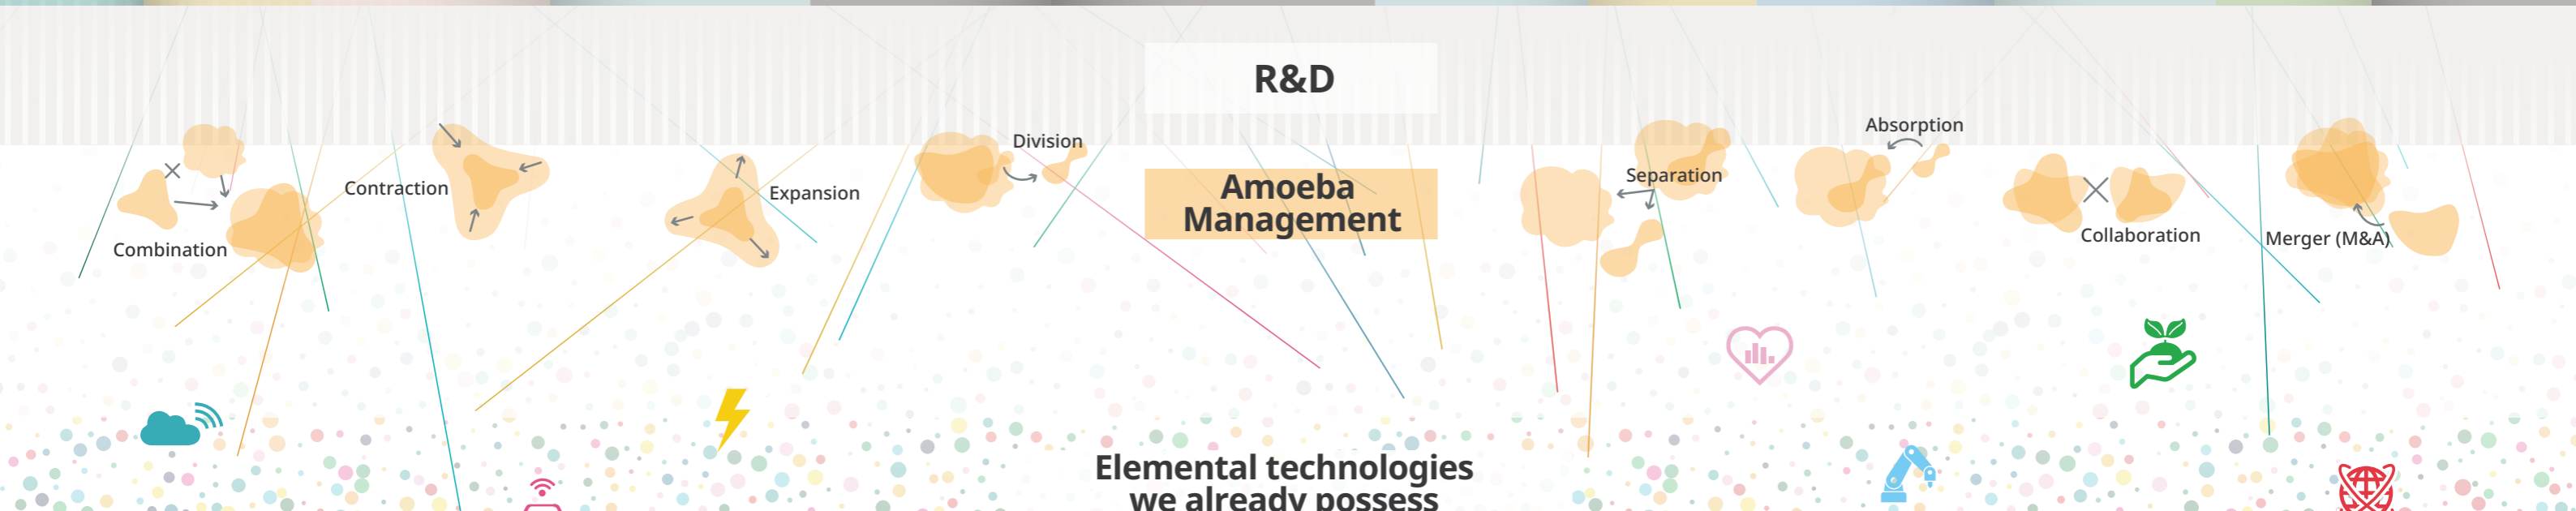 R&D
Amoeba
Management
Combination
Contraction
Expansion
Division
Separation
Absorption
Collaboration
Merger (M&A)
Elemental technologies
we already possess